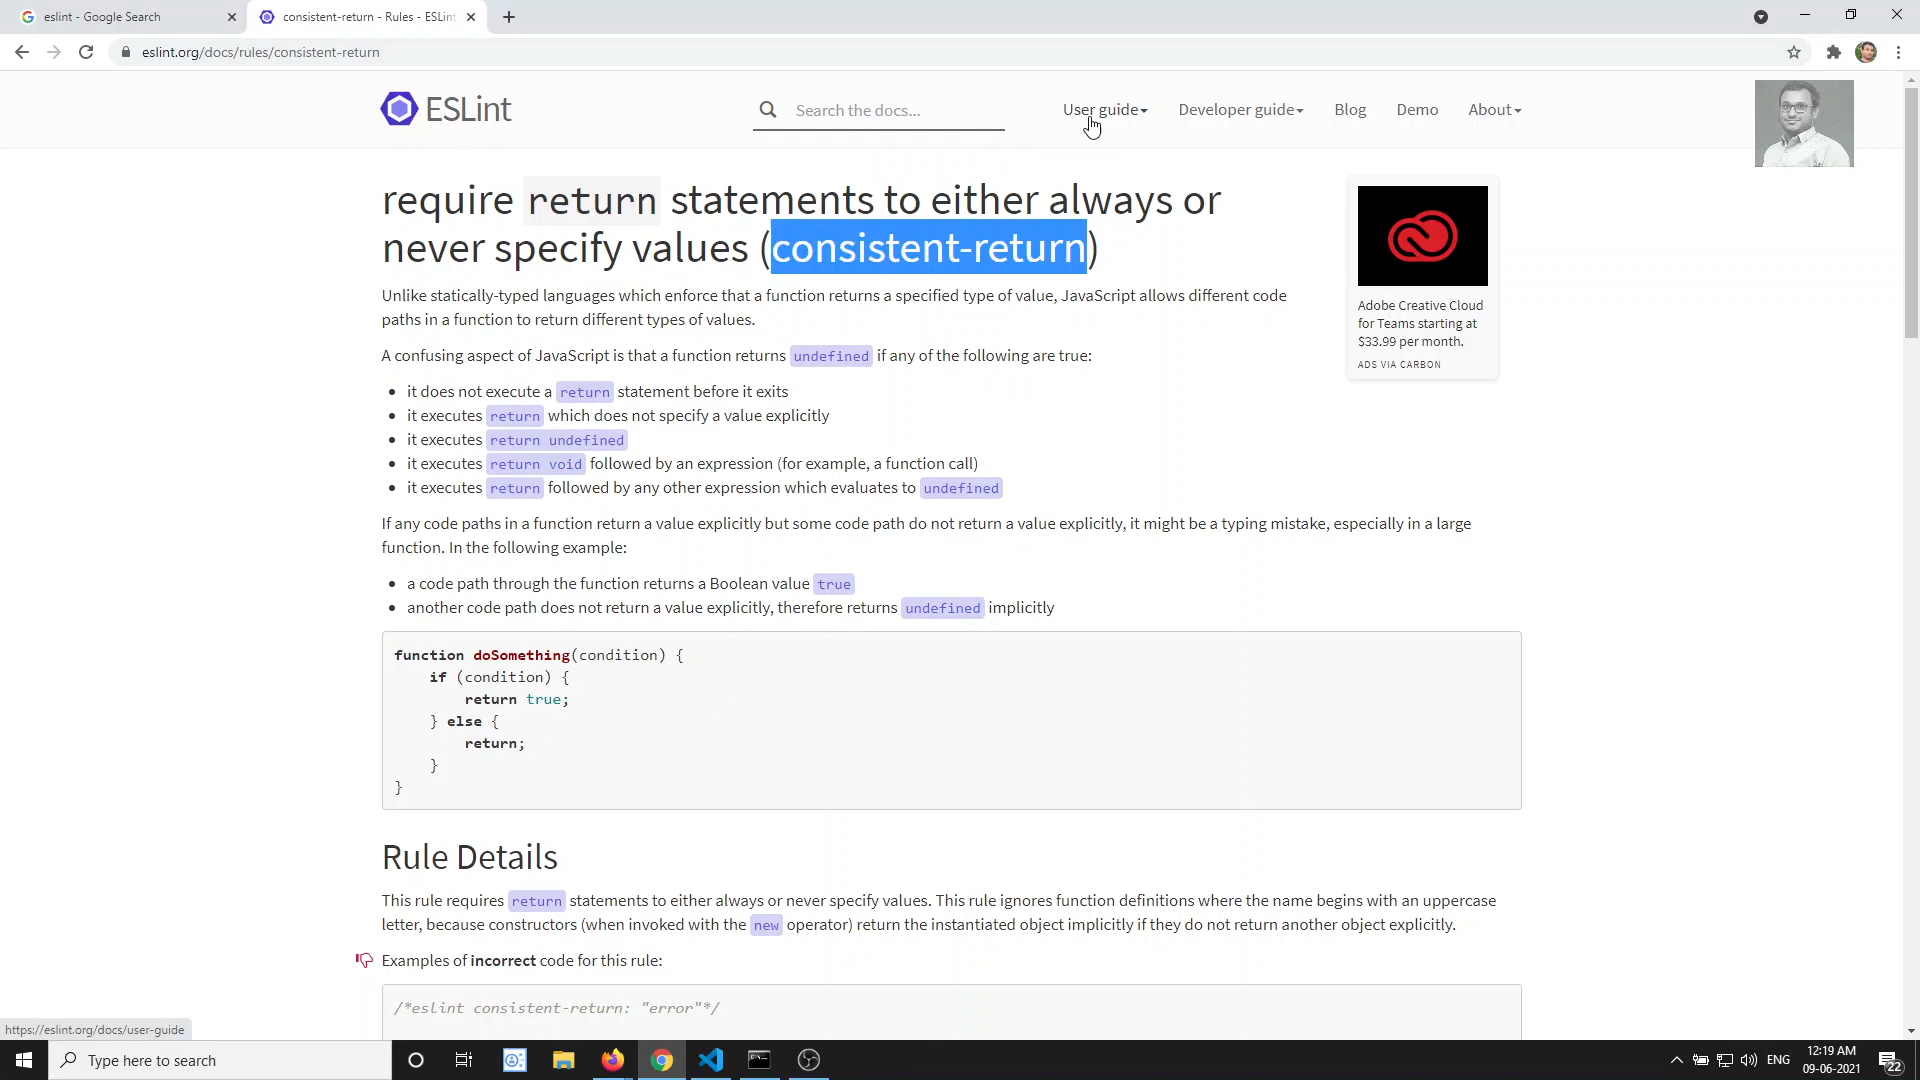 eslint - Google Search
consistent-return - Rules - ESLint
eslint.org/docs/rules/consistent-return
ESLint
Search the docs...
User guide
Developer guide
Blog
Demo
About
require return statements to either always or
never specify values (consistent-return)
Unlike statically-typed languages which enforce that a function returns a specified type of value, JavaScript allows different code
paths in a function to return different types of values.
A confusing aspect of JavaScript is that a function returns undefined if any of the following are true:
• it does not execute a return statement before it exits
• it executes return which does not specify a value explicitly
• it executes return undefined
• it executes return void followed by an expression (for example, a function call)
• it executes return followed by any other expression which evaluates to undefined
If any code paths in a function return a value explicitly but some code path do not return a value explicitly, it might be a typing mistake, especially in a large
function. In the following example:
• a code path through the function returns a Boolean value true
• another code path does not return a value explicitly, therefore returns undefined implicitly
function doSomething(condition) {
    if (condition) {
        return true;
    } else {
        return;
    }
}
Adobe Creative Cloud
for Teams starting at
$33.99 per month.
ADS VIA CARBON
Rule Details
This rule requires return statements to either always or never specify values. This rule ignores function definitions where the name begins with an uppercase
letter, because constructors (when invoked with the new operator) return the instantiated object implicitly if they do not return another object explicitly.
Examples of incorrect code for this rule:
/*eslint consistent-return: "error"*/
https://eslint.org/docs/user-guide
Type here to search
ENG
12:19 AM
09-06-2021
22